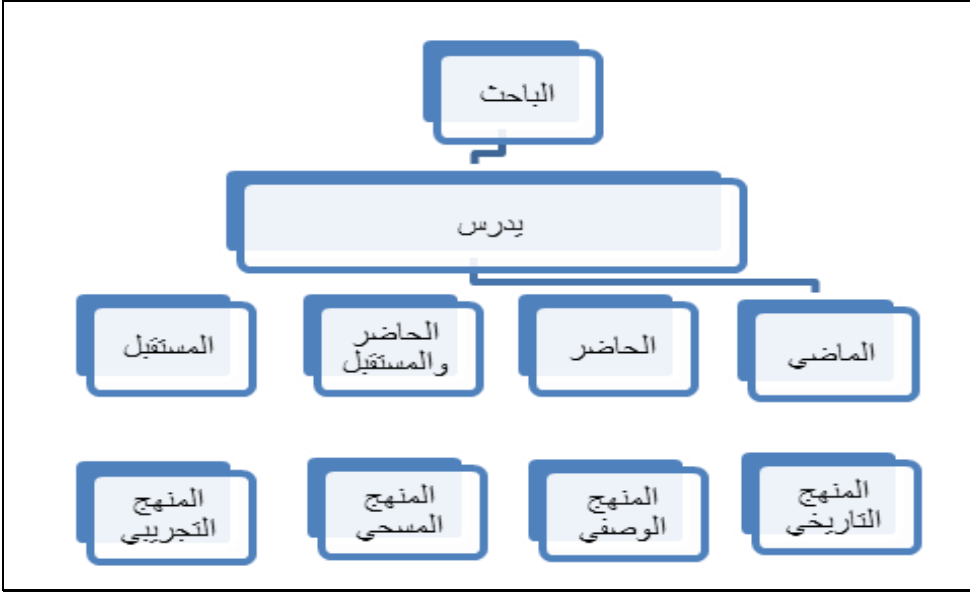 الباحث
يدرس
الماضي
الحاضر
الحاضر
والمستقبل
المستقبل
المنهج
التاريخي
المنهج
الوصفي
المنهج
المسحي
المنهج
التجريبي